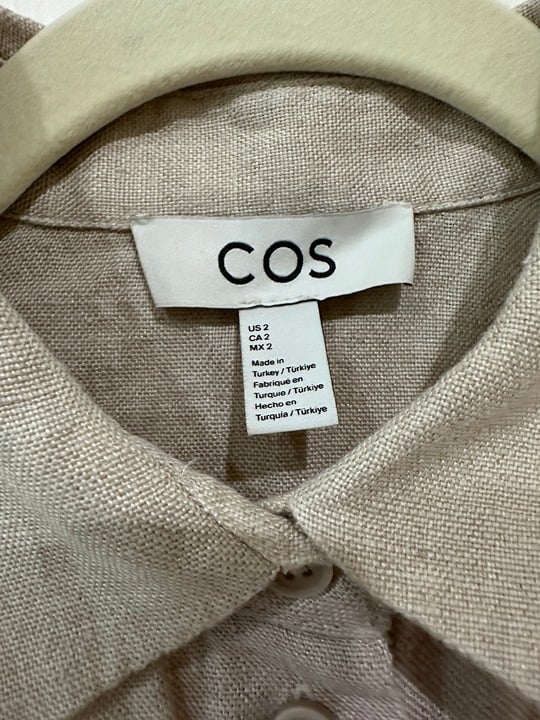 COS
US 2
CA 2
MX 2
Made in
Turkey / Türkiye
Fabriqué en
Turquie / Türkiye
Hecho en
Turquía / Türkiye